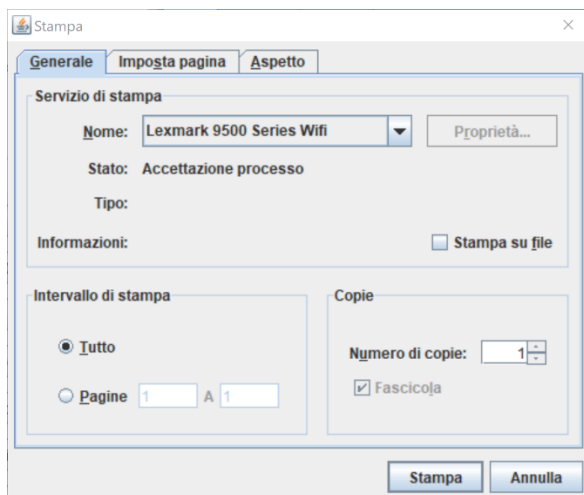 Stampa
Generale Imposta pagina Aspetto
Servizio di stampa
Nome: Lexmark 9500 Series Wifi Proprietà...
Stato: Accettazione processo
Tipo:
Informazioni: Stampa su file
Intervallo di stampa
Tutto
Pagine 1 A 1
Copie
Numero di copie: 1
Fascicola
Stampa Annulla